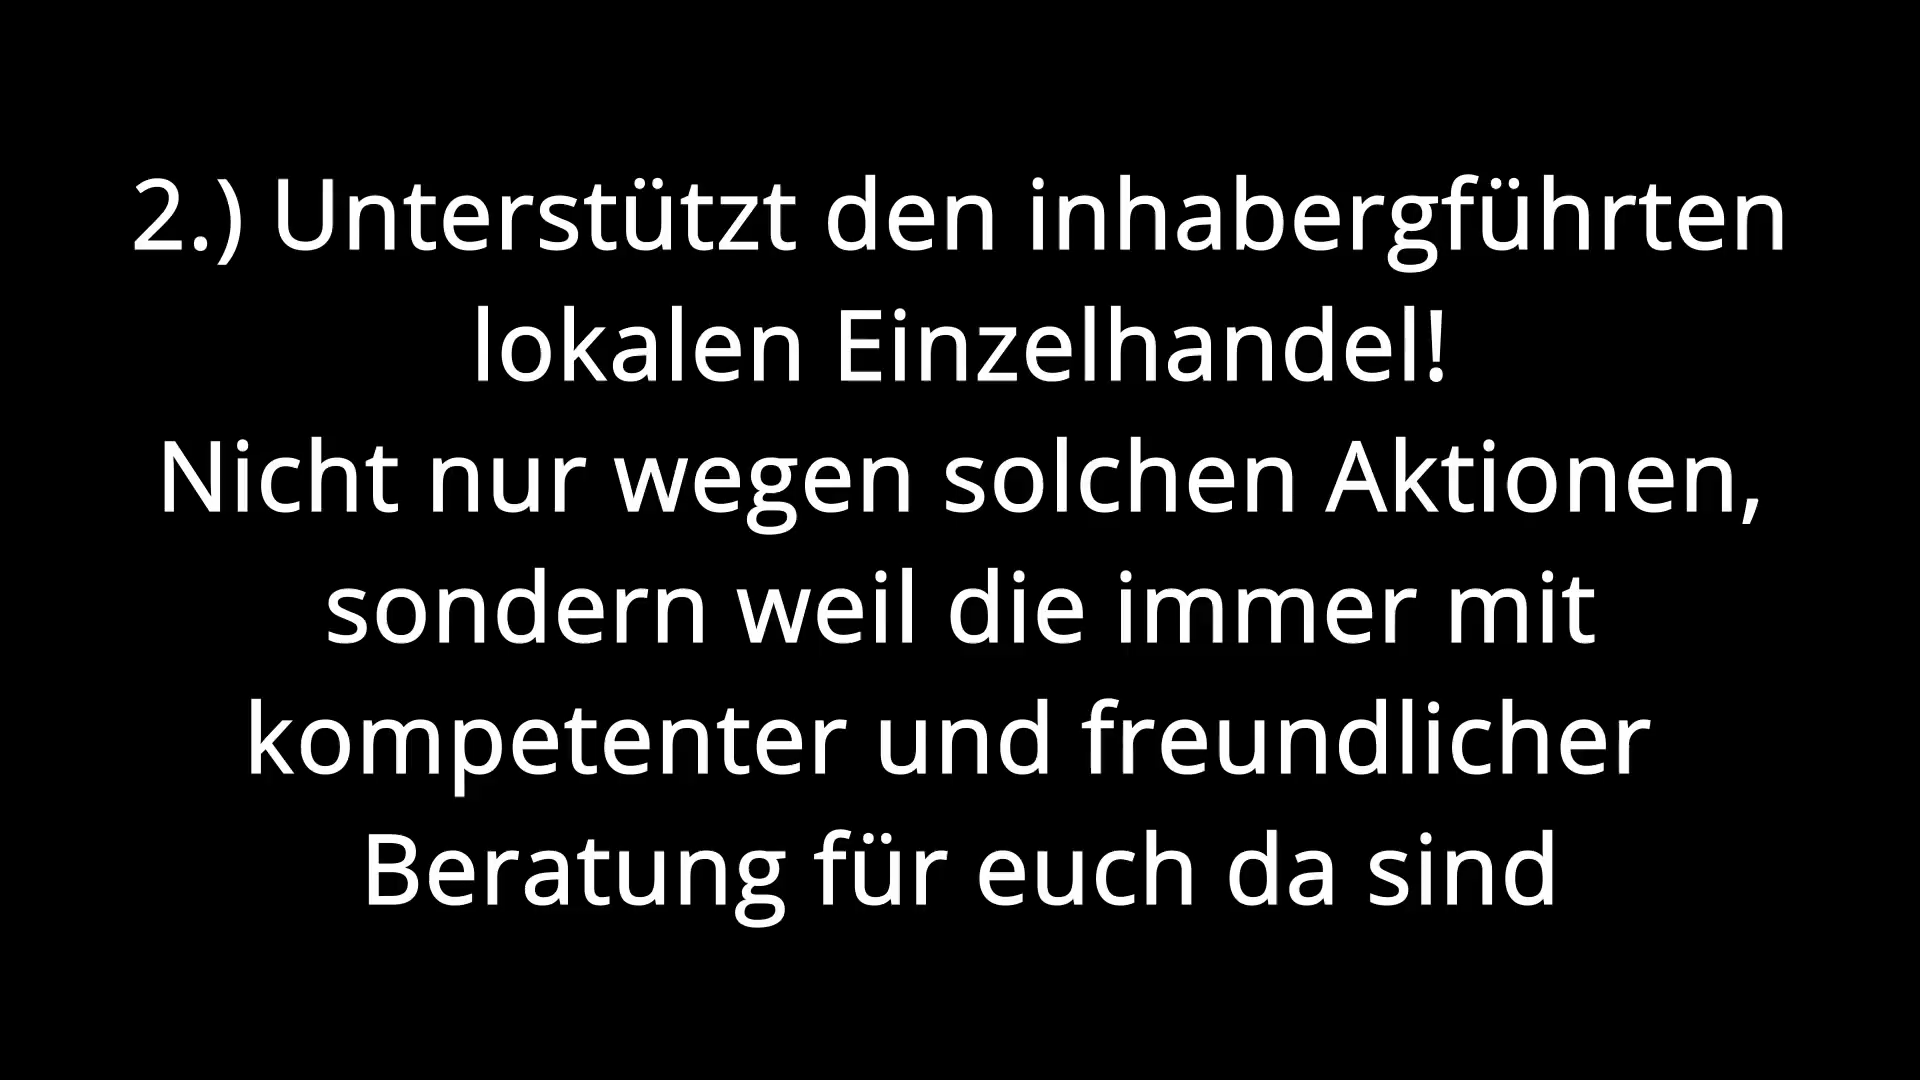 2.) Unterstützt den inhabergführten
lokalen Einzelhandel!
Nicht nur wegen solchen Aktionen,
sondern weil die immer mit
kompetenter und freundlicher
Beratung für euch da sind